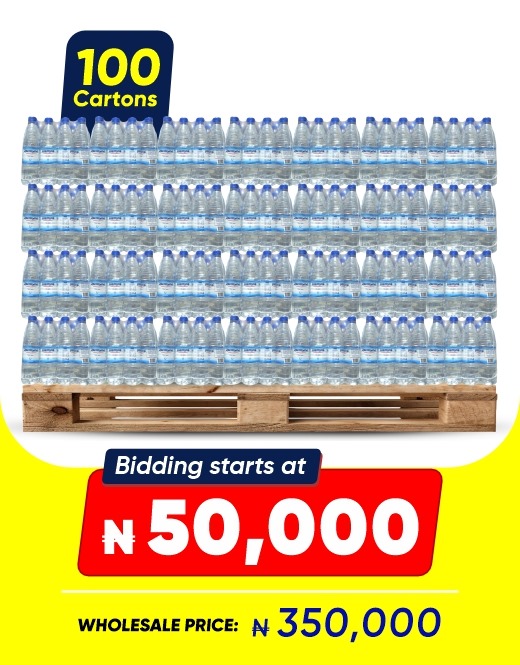 100
Cartons
Bidding starts at
₦ 50,000
WHOLESALE PRICE: ₦ 350,000